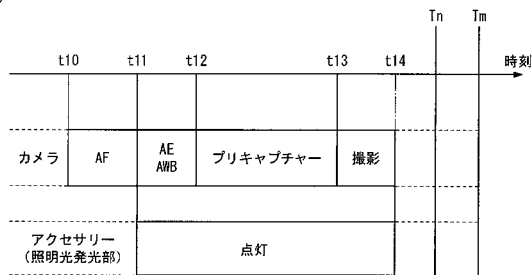 Tn Tm
t10 t11 t12 t13 t14 時刻
カメラ AF AE AWB プリキャプチャー 撮影
アクセサリー
(照明光発光部)
点灯